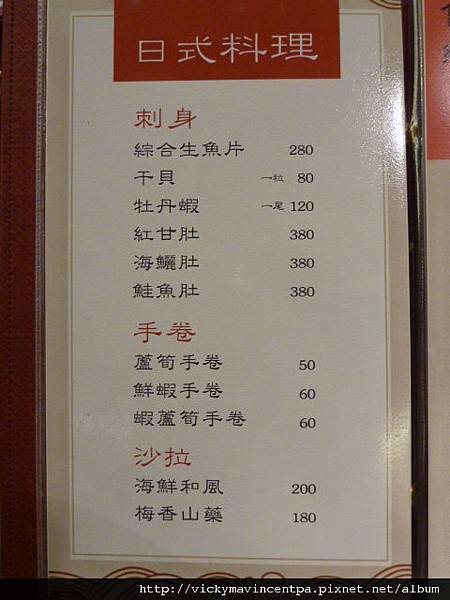 日式料理
刺身
綜合生魚片 280
干貝 一粒 80
牡丹蝦 一尾 120
紅甘肚 380
海鱺肚 380
鮭魚肚 380
手卷
蘆筍手卷 50
鮮蝦手卷 60
蝦蘆筍手卷 60
沙拉
海鮮和風 200
梅香山藥 180
http://vickymavincentpa.pixnet.net/album